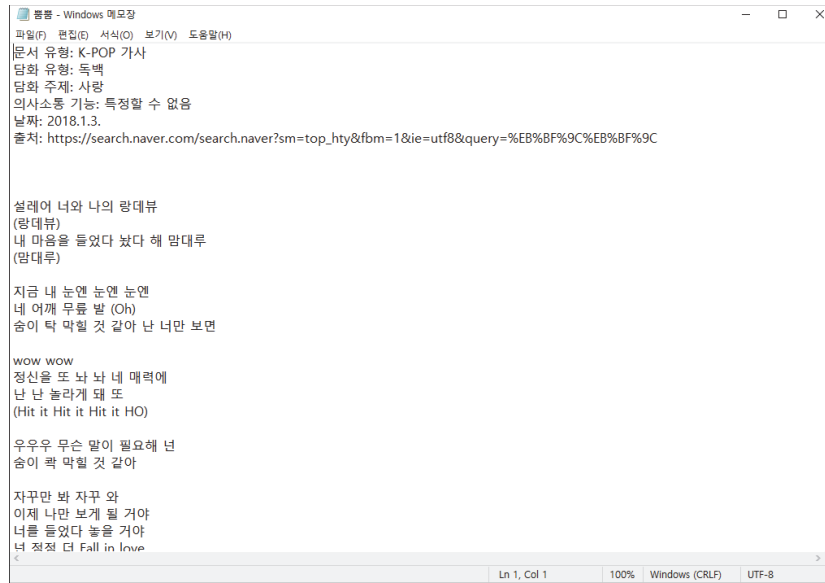 뿜뿜 - Windows 메모장
파일(F) 편집(E) 서식(O) 보기(V) 도움말(H)
문서 유형: K-POP 가사
담화 유형: 독백
담화 주제: 사랑
의사소통 기능: 특정할 수 없음
날짜: 2018.1.3.
출처: https://search.naver.com/search.naver?sm=top_hty&fbm=1&ie=utf8&query=%EB%BF%9C%EB%BF%9C
설레어 너와 나의 랑데뷰
(랑데뷰)
내 마음을 들었다 놨다 해 맘대루
(맘대루)
지금 내 눈엔 눈엔 눈엔
네 어깨 무릎 발 (Oh)
숨이 탁 막힐 것 같아 난 너만 보면
wow wow
정신을 또 놔 놔 네 매력에
난 난 놀라게 돼 또
(Hit it Hit it Hit it HO)
우우우 무슨 말이 필요해 넌
숨이 콱 막힐 것 같아
자꾸만 봐 자꾸 와
이제 나만 보게 될 거야
너를 들었다 놓을 거야
넌 점점 더 Fall in love
Ln 1, Col 1 100% Windows (CRLF) UTF-8